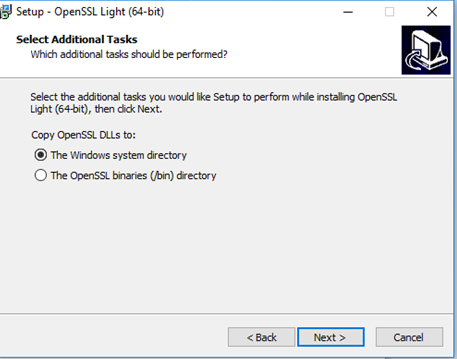 Setup - OpenSSL Light (64-bit)
Select Additional Tasks
Which additional tasks should be performed?
Select the additional tasks you would like Setup to perform while installing OpenSSL
Light (64-bit), then click Next.
Copy OpenSSL DLLs to:
The Windows system directory
The OpenSSL binaries (/bin) directory
< Back
Next >
Cancel